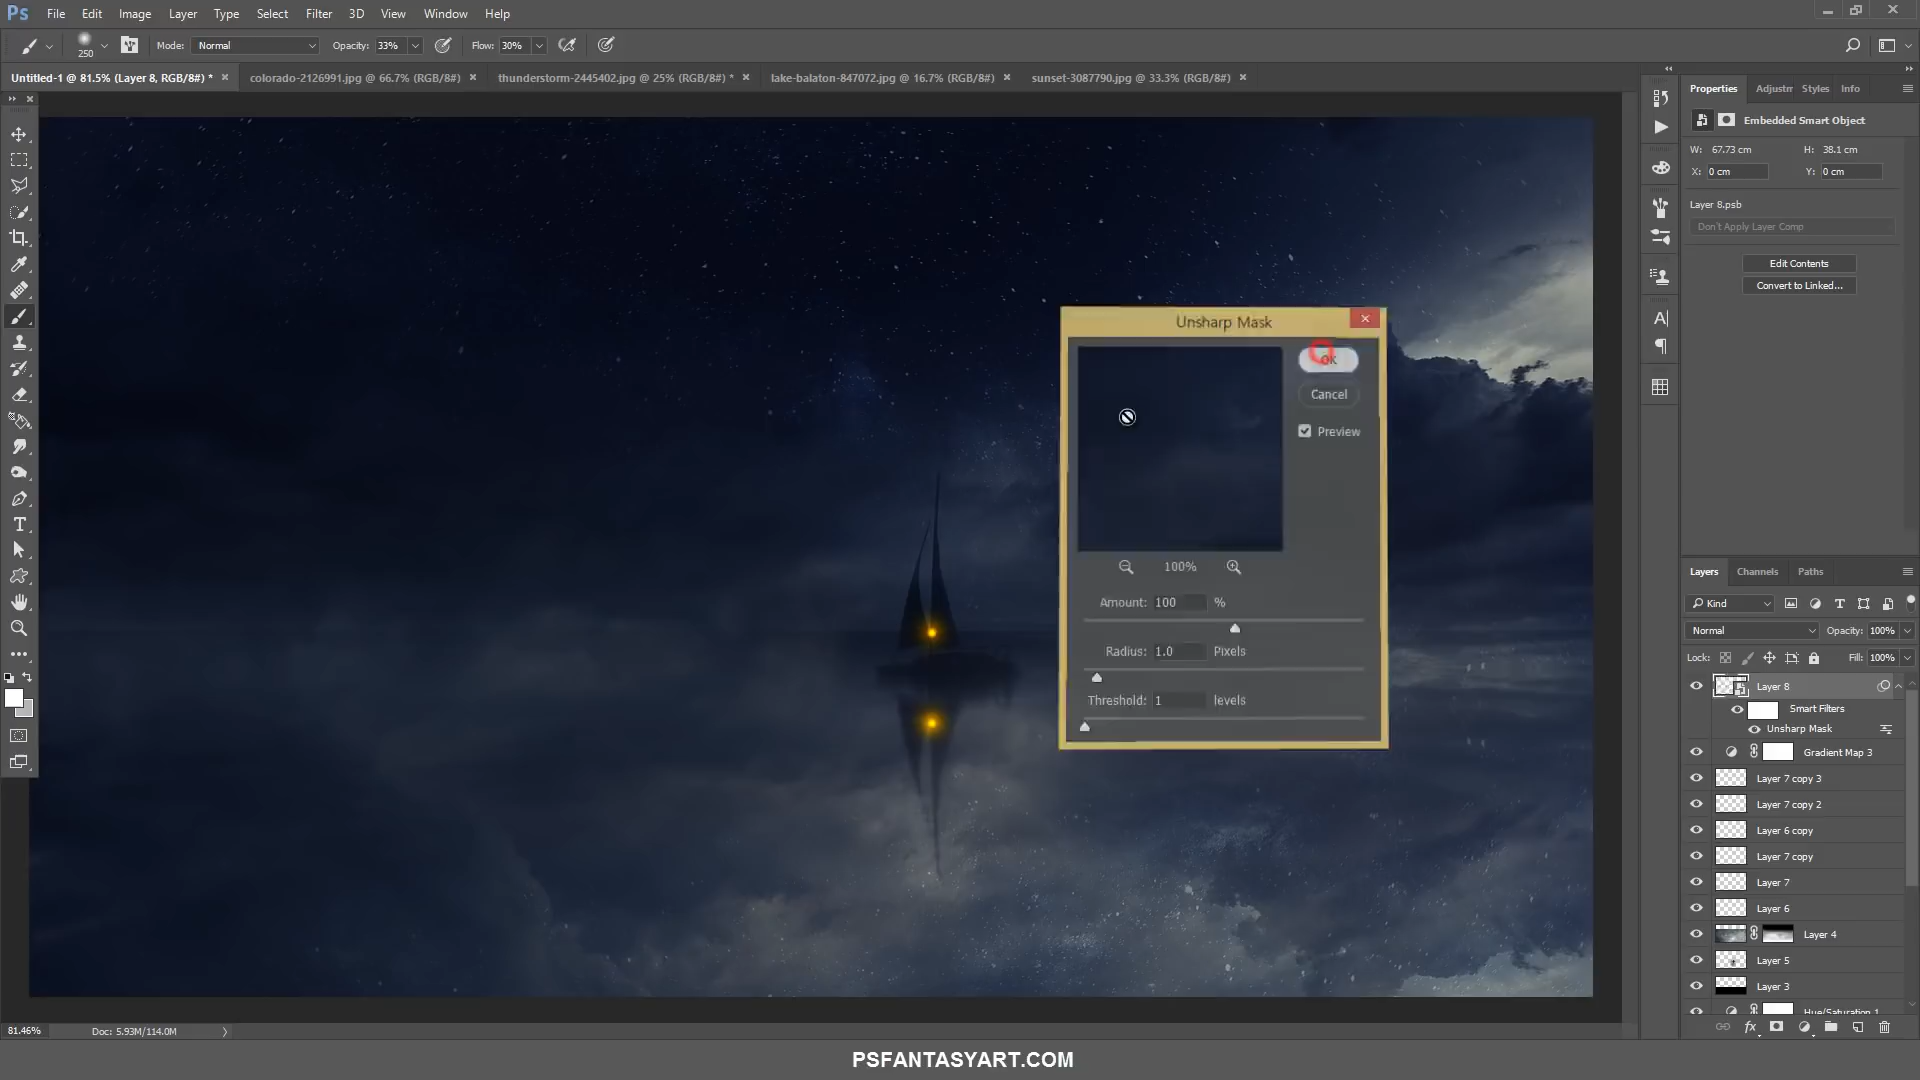 Ps File Edit Image Layer Type Select Filter 3D View Window Help
250 Mode: Normal Opacity: 33% Flow: 30%
Untitled-1 @ 81.5% (Layer 8, RGB/8#) * colorado-2126991.jpg @ 66.7% (RGB/8#) thunderstorm-2445402.jpg @ 25% (RGB/8#) * lake-balaton-847072.jpg @ 16.7% (RGB/8#) sunset-3087790.jpg @ 33.3% (RGB/8#)
Properties Adjustm Styles Info
Embedded Smart Object
W: 67.73 cm H: 38.1 cm
X: 0 cm Y: 0 cm
Layer 8.psb
Don't Apply Layer Comp
Edit Contents
Convert to Linked...
Unsharp Mask
OK
Cancel
Preview
100%
Amount: 100 %
Radius: 1.0 Pixels
Threshold: 1 levels
Layers Channels Paths
Kind
Normal Opacity: 100%
Lock: Fill: 100%
Layer 8
Smart Filters
Unsharp Mask
Gradient Map 3
Layer 7 copy 3
Layer 7 copy 2
Layer 6 copy
Layer 7 copy
Layer 7
Layer 6
Layer 4
Layer 5
Layer 3
Hue/Saturation 1
81.46% Doc: 5.93M/114.0M
PSFANTASYART.COM